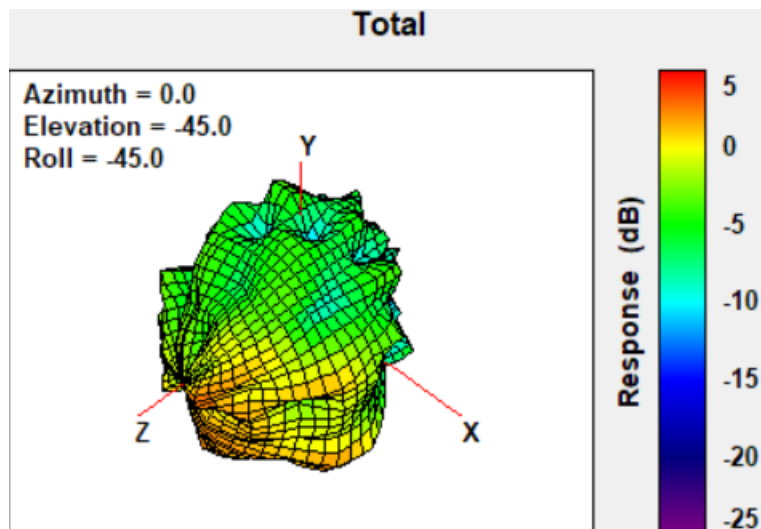 Total
Azimuth = 0.0
Elevation = -45.0
Roll = -45.0
Y
Z
X
Response (dB)
5
0
-5
-10
-15
-20
-25